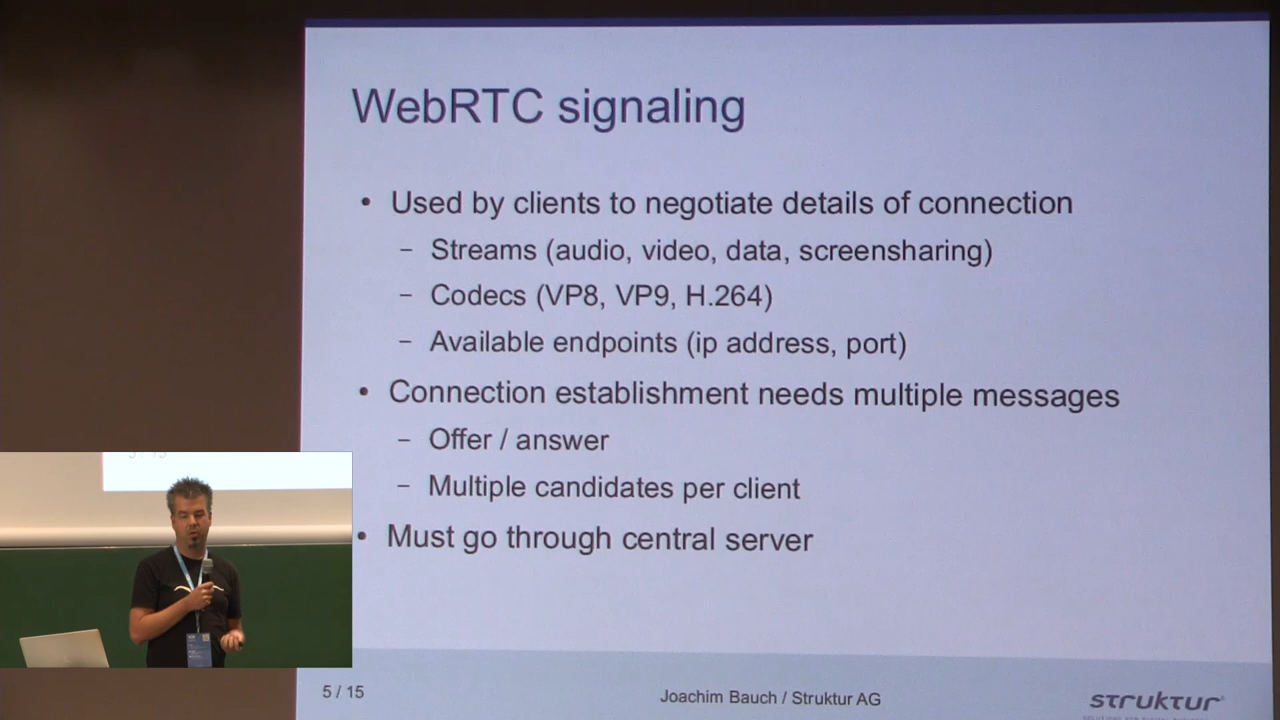 WebRTC signaling
• Used by clients to negotiate details of connection
– Streams (audio, video, data, screensharing)
– Codecs (VP8, VP9, H.264)
– Available endpoints (ip address, port)
• Connection establishment needs multiple messages
– Offer / answer
– Multiple candidates per client
• Must go through central server
5 / 15
5 / 15
Joachim Bauch / Struktur AG
struktur